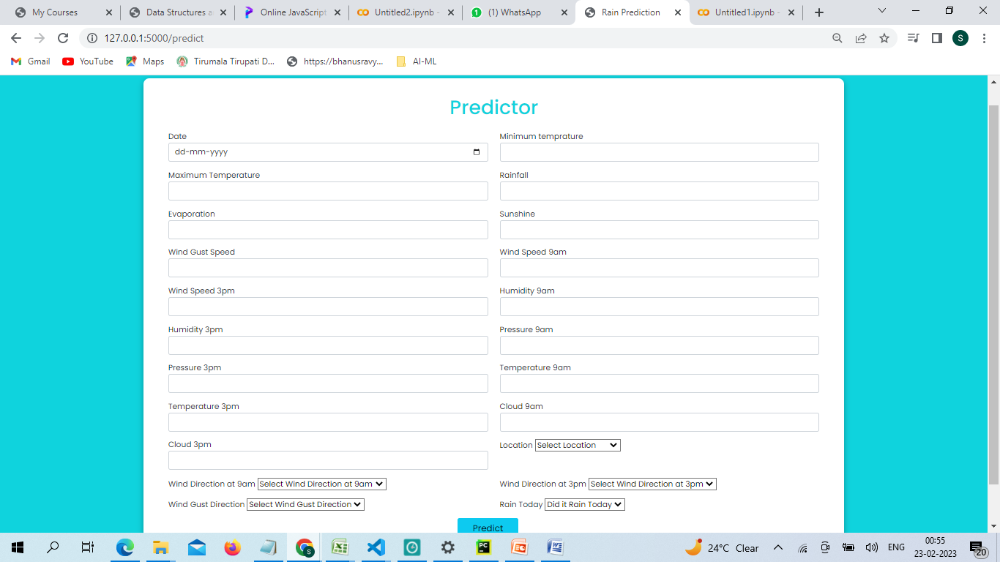 My Courses
Data Structures a
Online JavaScript
Untitled2.ipynb -
(1) WhatsApp
Rain Prediction
Untitled1.ipynb -
127.0.0.1:5000/predict
S
Gmail
YouTube
Maps
Tirumala Tirupati D...
https://bhanusravy...
AI-ML
Predictor
Date
Minimum temprature
dd-mm-yyyy
Maximum Temperature
Rainfall
Evaporation
Sunshine
Wind Gust Speed
Wind Speed 9am
Wind Speed 3pm
Humidity 9am
Humidity 3pm
Pressure 9am
Pressure 3pm
Temperature 9am
Temperature 3pm
Cloud 9am
Cloud 3pm
Location Select Location
Wind Direction at 9am Select Wind Direction at 9am
Wind Direction at 3pm Select Wind Direction at 3pm
Wind Gust Direction Select Wind Gust Direction
Rain Today Did it Rain Today
Predict
24°C Clear
ENG
00:55
23-02-2023
20